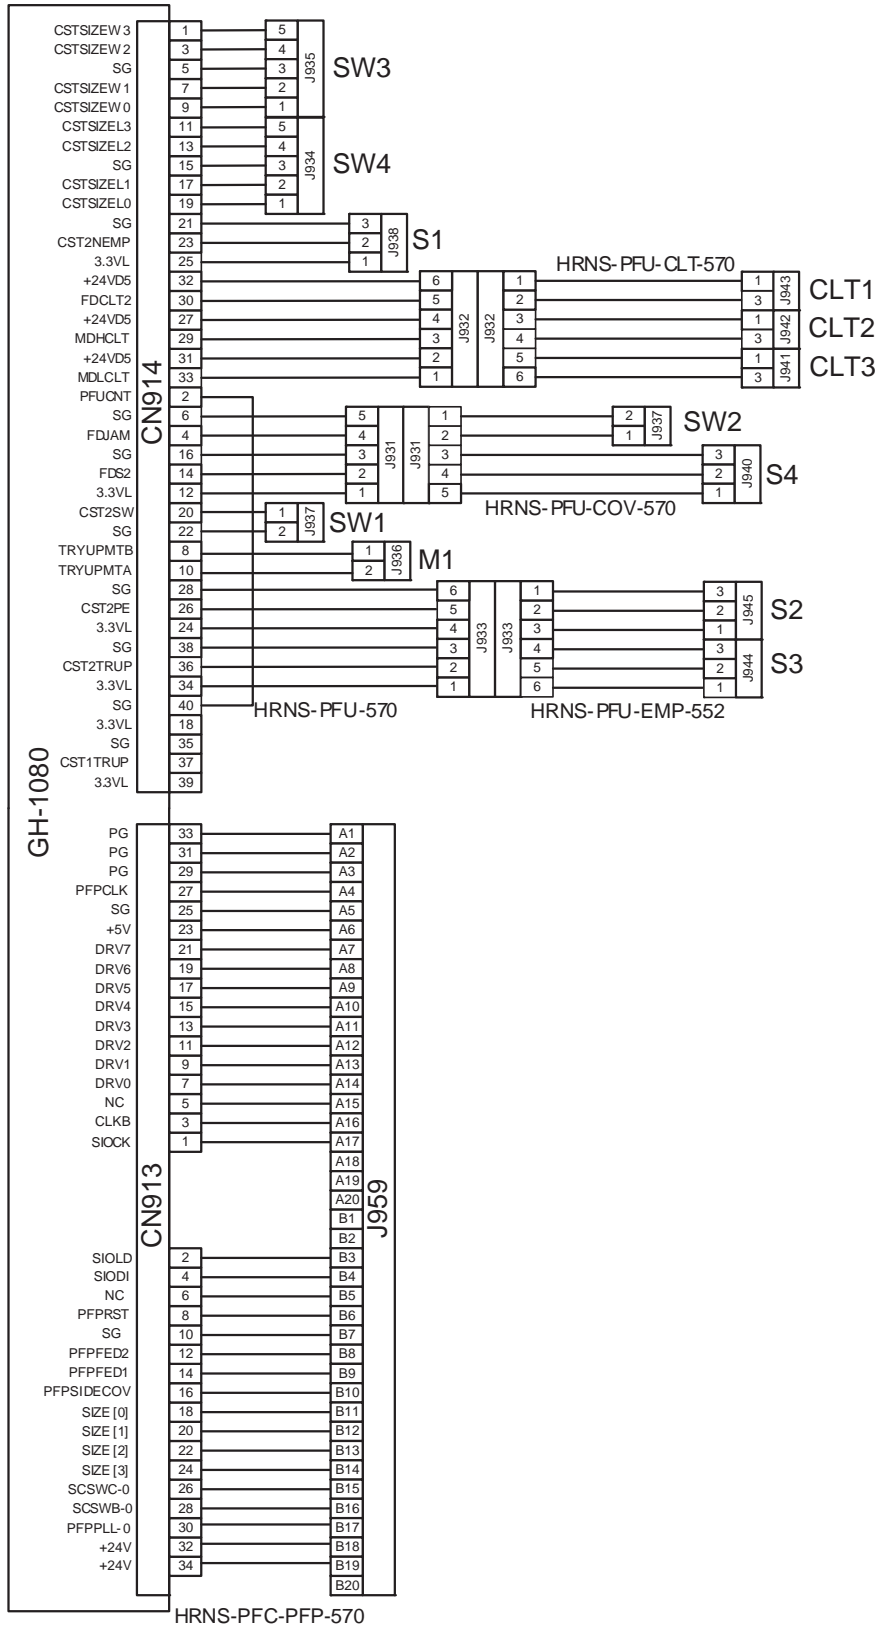 CSTSIZEW3 1 5
CSTSIZEW2 3 4
SG 5 3 J935 SW3
CSTSIZEW1 7 2
CSTSIZEW0 9 1
CSTSIZEL3 11 5
CSTSIZEL2 13 4
SG 15 3 J934 SW4
CSTSIZEL1 17 2
CSTSIZEL0 19 1
SG 21 3
CST2NEMP 23 2 J938 S1
3.3VL 25 1
HRNS-PFU-CLT-570
+24VD5 32 6 1 1 J943 CLT1
FDCLT2 30 5 2 3
+24VD5 27 4 J932 J932 3 1 J942 CLT2
MDHCLT 29 3 4 3
+24VD5 31 2 5 1 J941 CLT3
MDLCLT 33 1 6 3
CN914
PFUCNT 2
SG 6 5 1 2 J937 SW2
FDJAM 4 4 2 1
SG 16 3 J931 J931 3 3
FDS2 14 2 4 2 J940 S4
3.3VL 12 1 5 1
HRNS-PFU-COV-570
CST2SW 20 1 J937 SW1
SG 22 2
TRYUPMTB 8 1 J936 M1
TRYUPMTA 10 2
SG 28 6 1 3
CST2PE 26 5 2 2 J945 S2
3.3VL 24 4 J933 J933 3 1
SG 38 3 4 3
CST2TRUP 36 2 5 2 J944 S3
3.3VL 34 1 6 1
SG 40
HRNS-PFU-570 HRNS-PFU-EMP-552
3.3VL 18
SG 35
CST1TRUP 37
3.3VL 39
GH-1080
PG 33 A1
PG 31 A2
PG 29 A3
PFPCLK 27 A4
SG 25 A5
+5V 23 A6
DRV7 21 A7
DRV6 19 A8
DRV5 17 A9
DRV4 15 A10
DRV3 13 A11
DRV2 11 A12
DRV1 9 A13
DRV0 7 A14
NC 5 A15
CLKB 3 A16
SIOCK 1 A17
A18
A19
A20
B1
B2
CN913 J959
SIOLD 2 B3
SIODI 4 B4
NC 6 B5
PFPRST 8 B6
SG 10 B7
PFPFED2 12 B8
PFPFED1 14 B9
PFPSIDECOV 16 B10
SIZE [0] 18 B11
SIZE [1] 20 B12
SIZE [2] 22 B13
SIZE [3] 24 B14
SCSWC-0 26 B15
SCSWB-0 28 B16
PFPPLL-0 30 B17
+24V 32 B18
+24V 34 B19
B20
HRNS-PFC-PFP-570